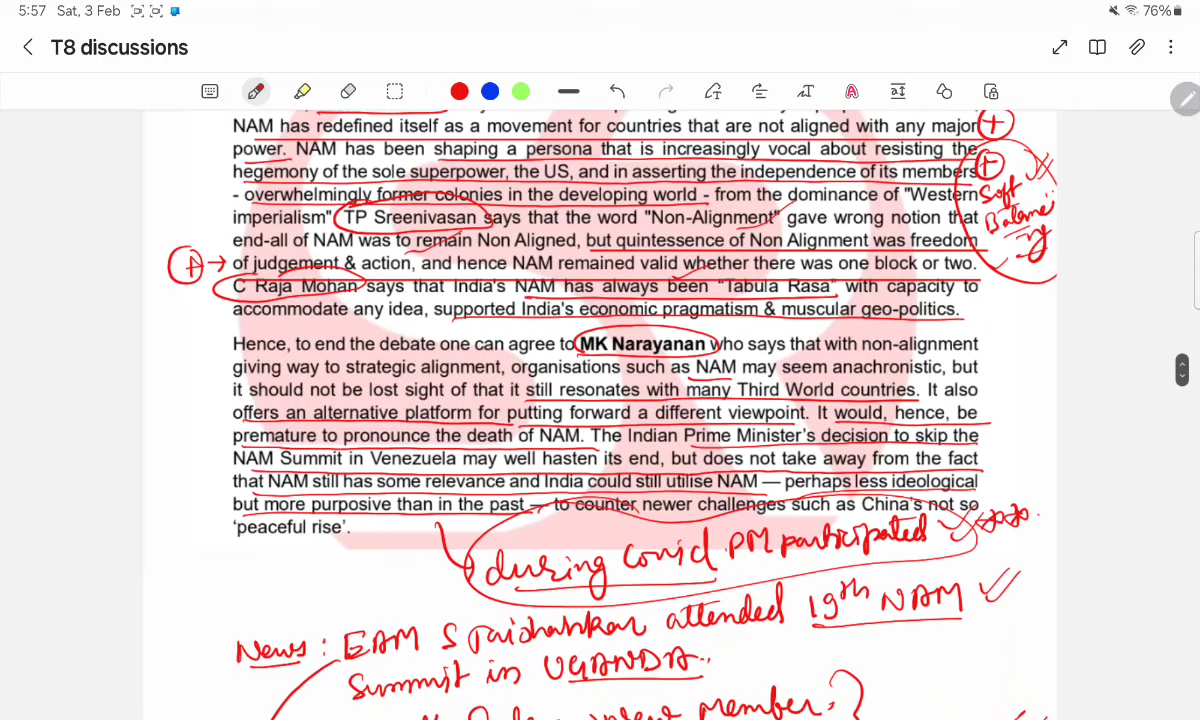 5:57 Sat, 3 Feb
76%
T8 discussions
NAM has redefined itself as a movement for countries that are not aligned with any major
power. NAM has been shaping a persona that is increasingly vocal about resisting the
hegemony of the sole superpower, the US, and in asserting the independence of its members
- overwhelmingly former colonies in the developing world - from the dominance of "Western
imperialism". TP Sreenivasan says that the word "Non-Alignment" gave wrong notion that
end-all of NAM was to remain Non Aligned, but quintessence of Non Alignment was freedom
of judgement & action, and hence NAM remained valid whether there was one block or two.
C Raja Mohan says that India's NAM has always been "Tabula Rasa" with capacity to
accommodate any idea, supported India's economic pragmatism & muscular geo-politics.
+
+
Soft
A →
Hence, to end the debate one can agree to MK Narayanan who says that with non-alignment
giving way to strategic alignment, organisations such as NAM may seem anachronistic, but
it should not be lost sight of that it still resonates with many Third World countries. It also
offers an alternative platform for putting forward a different viewpoint. It would, hence, be
premature to pronounce the death of NAM. The Indian Prime Minister's decision to skip the
NAM Summit in Venezuela may well hasten its end, but does not take away from the fact
that NAM still has some relevance and India could still utilise NAM — perhaps less ideological
but more purposive than in the past — to counter newer challenges such as China's not so
'peaceful rise'.
during Covid PM participated
News: EAM S Jaishankar attended 19th NAM
Summit in UGANDA..
member.